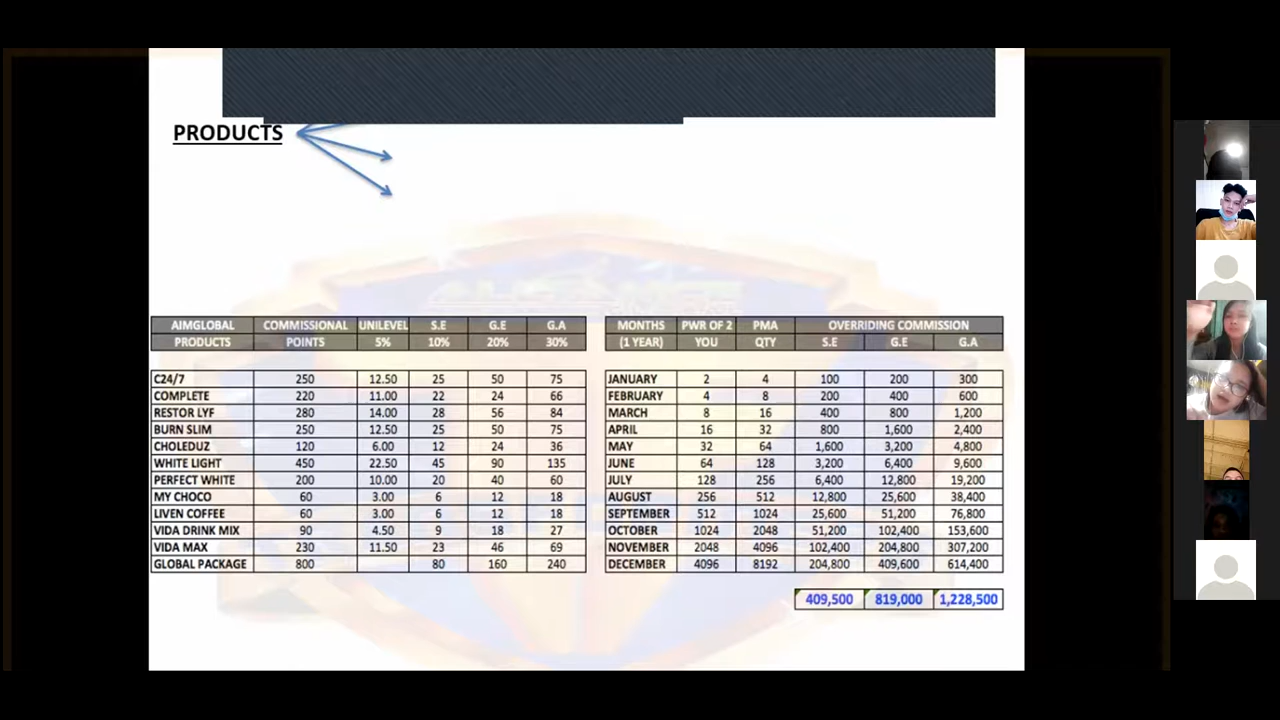 PRODUCTS
AIMGLOBAL COMMISSIONAL UNILEVEL S.E G.E G.A
PRODUCTS POINTS 5% 10% 20% 30%
C24/7 250 12.50 25 50 75
COMPLETE 220 11.00 22 24 66
RESTOR LYF 280 14.00 28 56 84
BURN SLIM 250 12.50 25 50 75
CHOLEDUZ 120 6.00 12 24 36
WHITE LIGHT 450 22.50 45 90 135
PERFECT WHITE 200 10.00 20 40 60
MY CHOCO 60 3.00 6 12 18
LIVEN COFFEE 60 3.00 6 12 18
VIDA DRINK MIX 90 4.50 9 18 27
VIDA MAX 230 11.50 23 46 69
GLOBAL PACKAGE 800 80 160 240
MONTHS PWR OF 2 PMA OVERRIDING COMMISSION
(1 YEAR) YOU QTY S.E G.E G.A
JANUARY 2 4 100 200 300
FEBRUARY 4 8 200 400 600
MARCH 8 16 400 800 1,200
APRIL 16 32 800 1,600 2,400
MAY 32 64 1,600 3,200 4,800
JUNE 64 128 3,200 6,400 9,600
JULY 128 256 6,400 12,800 19,200
AUGUST 256 512 12,800 25,600 38,400
SEPTEMBER 512 1024 25,600 51,200 76,800
OCTOBER 1024 2048 51,200 102,400 153,600
NOVEMBER 2048 4096 102,400 204,800 307,200
DECEMBER 4096 8192 204,800 409,600 614,400
409,500 819,000 1,228,500